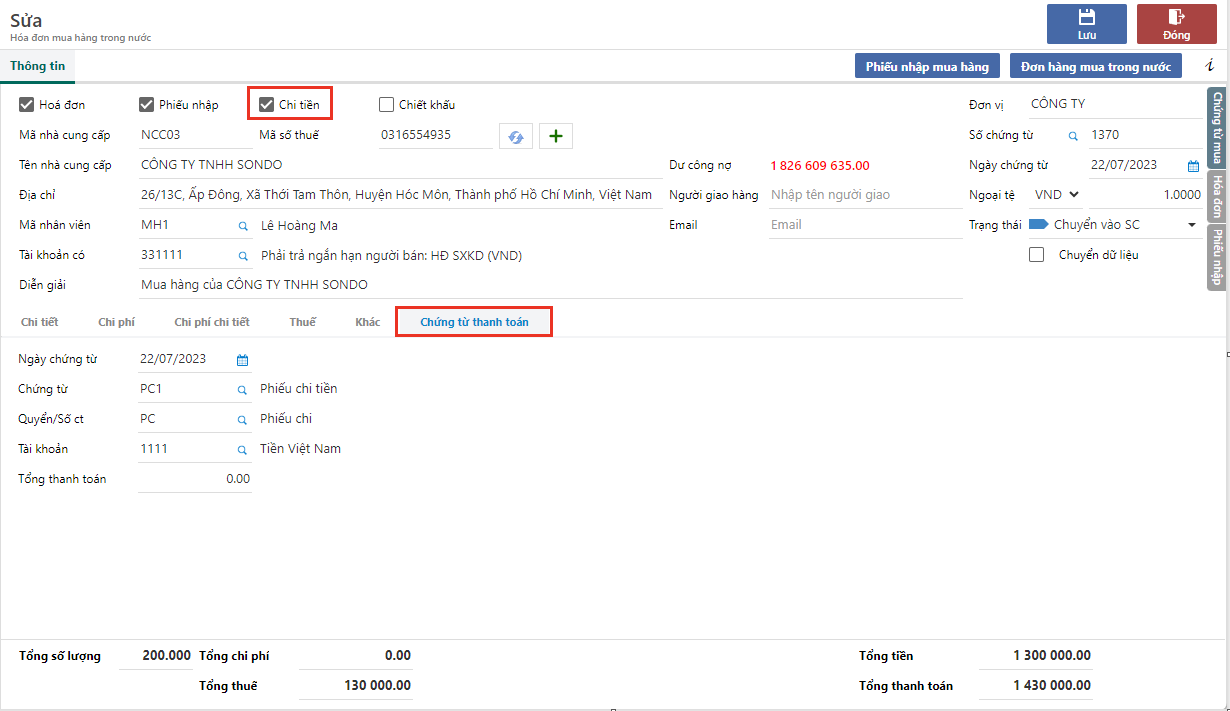 Sửa
Hóa đơn mua hàng trong nước
Lưu
Đóng
Thông tin
Phiếu nhập mua hàng
Đơn hàng mua trong nước
i
Hoá đơn Phiếu nhập Chi tiền Chiết khấu Đơn vị CÔNG TY
Mã nhà cung cấp NCC03 Mã số thuế 0316554935 Số chứng từ 1370
Tên nhà cung cấp CÔNG TY TNHH SONDO Dư công nợ 1 826 609 635.00 Ngày chứng từ 22/07/2023
Địa chỉ 26/13C, Ấp Đông, Xã Thới Tam Thôn, Huyện Hóc Môn, Thành phố Hồ Chí Minh, Việt Nam Người giao hàng Nhập tên người giao Ngoại tệ VND 1.0000
Mã nhân viên MH1 Lê Hoàng Ma Email Email Trạng thái Chuyển vào SC
Tài khoản có 331111 Phải trả ngắn hạn người bán: HĐ SXKD (VND) Chuyển dữ liệu
Diễn giải Mua hàng của CÔNG TY TNHH SONDO
Chứng từ mua
Hóa đơn
Phiếu nhập
Chi tiết Chi phí Chi phí chi tiết Thuế Khác Chứng từ thanh toán
Ngày chứng từ 22/07/2023
Chứng từ PC1 Phiếu chi tiền
Quyển/Số ct PC Phiếu chi
Tài khoản 1111 Tiền Việt Nam
Tổng thanh toán 0.00
Tổng số lượng 200.000 Tổng chi phí 0.00 Tổng tiền 1 300 000.00
Tổng thuế 130 000.00 Tổng thanh toán 1 430 000.00